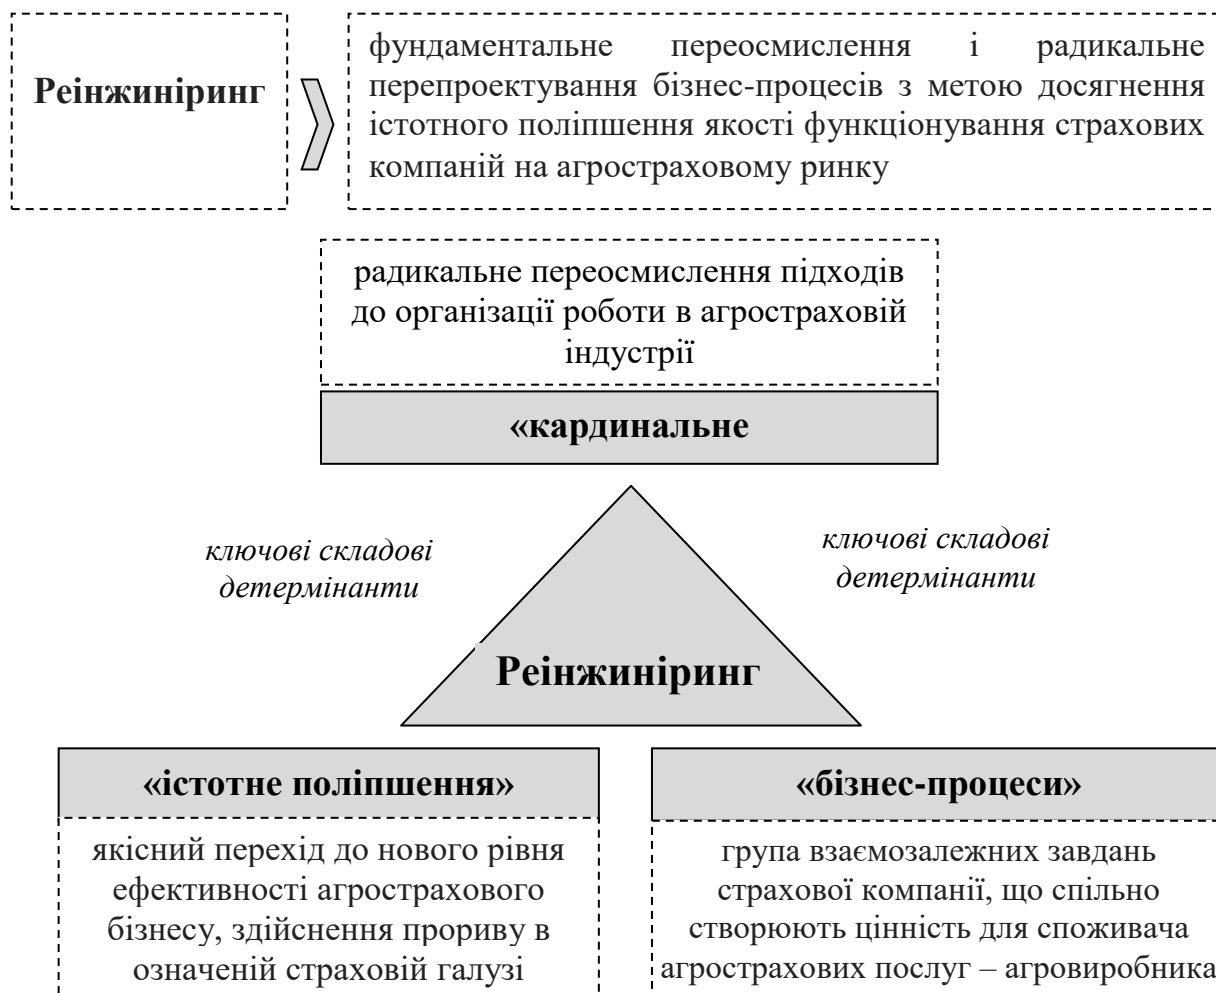 Реінжиніринг
фундаментальне переосмислення і радикальне
перепроектування бізнес-процесів з метою досягнення
істотного поліпшення якості функціонування страхових
компаній на агростраховому ринку
радикальне переосмислення підходів
до організації роботи в агростраховій
індустрії
«кардинальне
ключові складові
детермінанти
ключові складові
детермінанти
Реінжиніринг
«істотне поліпшення»
якісний перехід до нового рівня
ефективності агрострахового
бізнесу, здійснення прориву в
означеній страховій галузі
«бізнес-процеси»
група взаємозалежних завдань
страхової компанії, що спільно
створюють цінність для споживача
агрострахових послуг – агровиробника